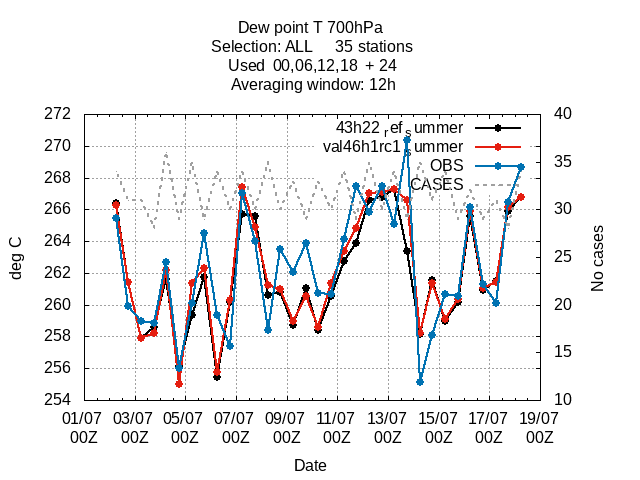 Dew point T 700hPa
Selection: ALL 35 stations
Used 00,06,12,18 + 24
Averaging window: 12h
272
270
268
266
264
262
260
258
256
254
deg C
40
35
30
25
20
15
10
No cases
43h22_ref_summer
val46h1rc1_summer
OBS
CASES
01/07 03/07 05/07 07/07 09/07 11/07 13/07 15/07 17/07 19/07
00Z 00Z 00Z 00Z 00Z 00Z 00Z 00Z 00Z 00Z
Date